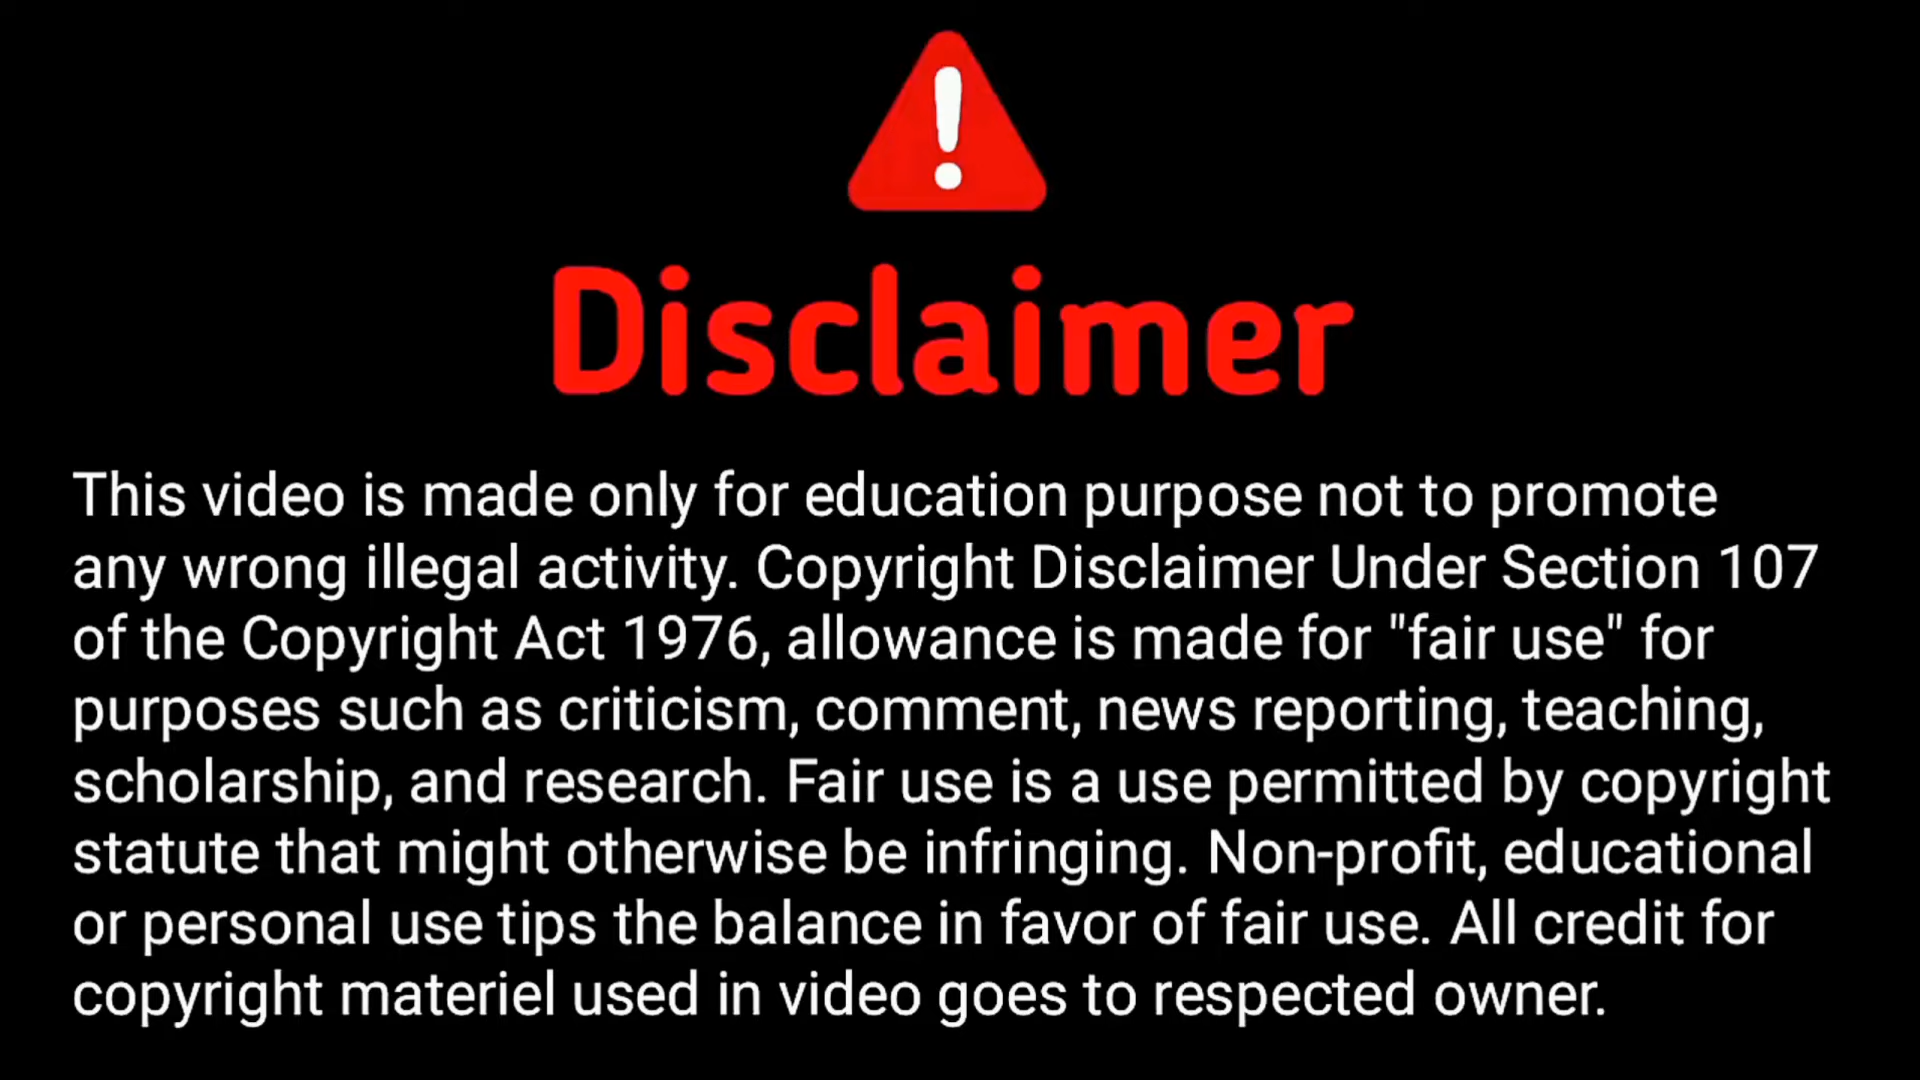 Disclaimer
This video is made only for education purpose not to promote
any wrong illegal activity. Copyright Disclaimer Under Section 107
of the Copyright Act 1976, allowance is made for "fair use" for
purposes such as criticism, comment, news reporting, teaching,
scholarship, and research. Fair use is a use permitted by copyright
statute that might otherwise be infringing. Non-profit, educational
or personal use tips the balance in favor of fair use. All credit for
copyright materiel used in video goes to respected owner.